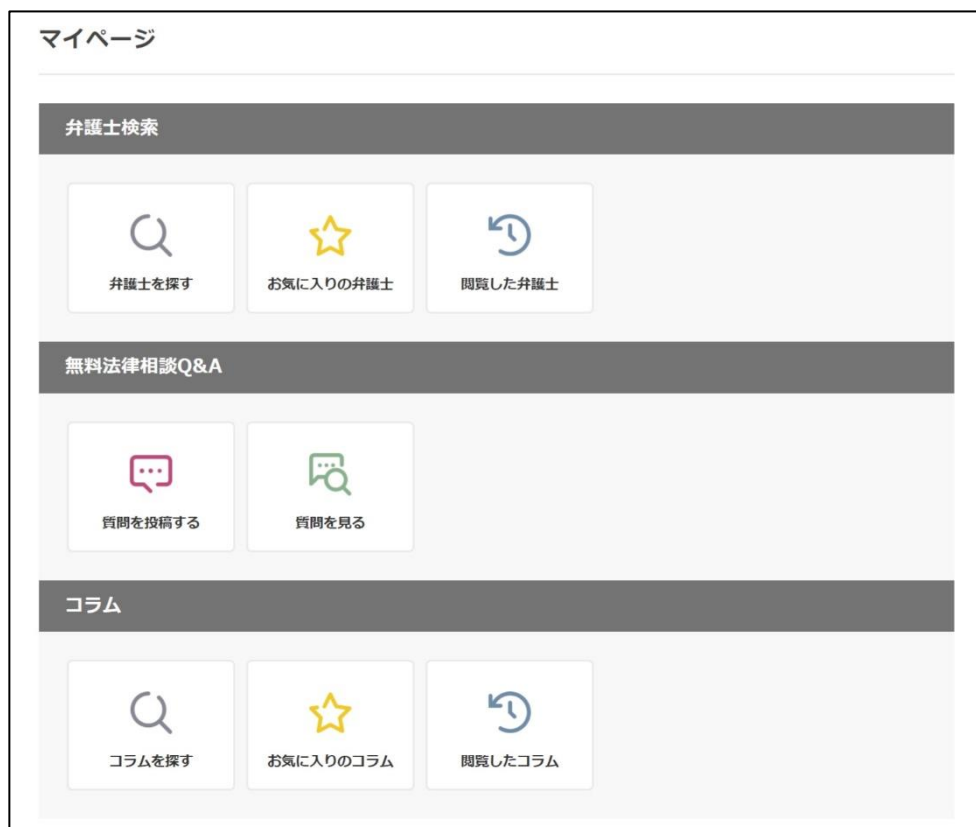 マイページ
弁護士検索
弁護士を探す
お気に入りの弁護士
閲覧した弁護士
無料法律相談Q&A
質問を投稿する
質問を見る
コラム
コラムを探す
お気に入りのコラム
閲覧したコラム